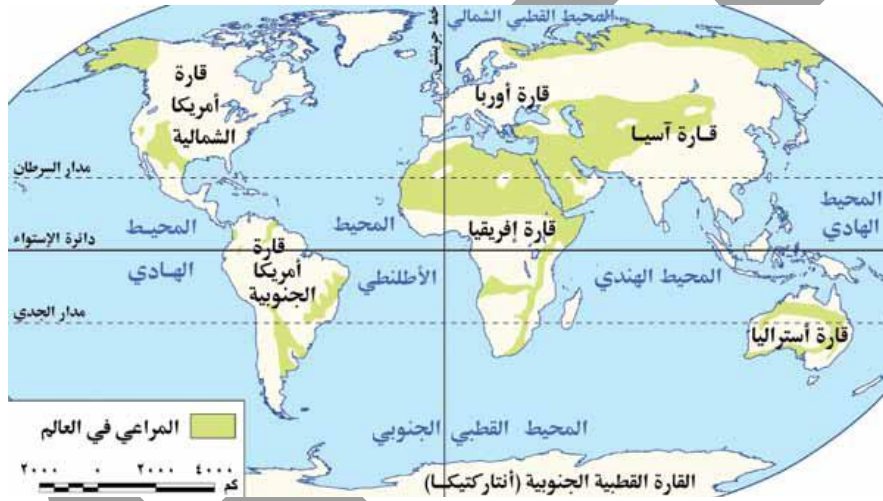 المحيط القطبي الشمالي
خط جرينتش
قارة
أمريكا
الشمالية
قارة أوربا
قارة آسيا
مدار السرطان
المحيط
الهادي
المحيط
المحيط
قارة إفريقيا
دائرة الإستواء
قارة
أمريكا
الجنوبية
الهادي
الأطلنطي
المحيط الهندي
مدار الجدي
قارة أستراليا
المراعي في العالم
المحيط القطبي الجنوبي
٢٠٠٠ ٠ ٢٠٠٠ ٤٠٠٠
كم
القارة القطبية الجنوبية (أنتاركتيكا)